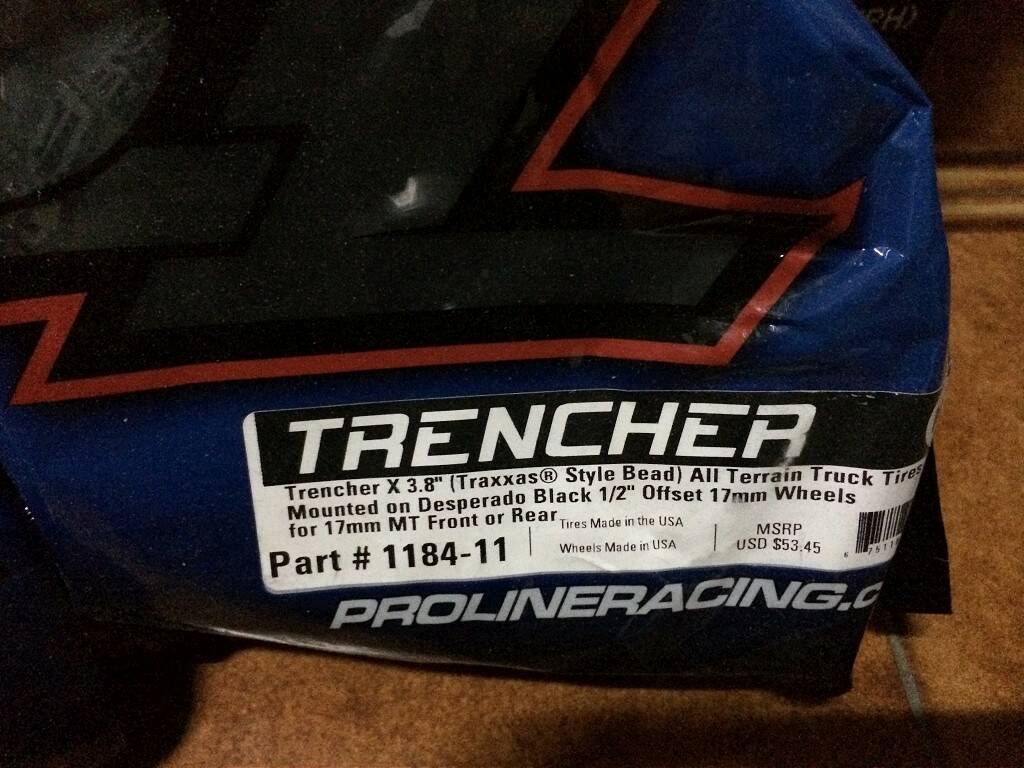 TRENCHER
Trencher X 3.8" (Traxxas® Style Bead) All Terrain Truck Tires
Mounted on Desperado Black 1/2" Offset 17mm Wheels
for 17mm MT Front or Rear
Tires Made in the USA
Wheels Made in USA
MSRP
USD $53.45
Part # 1184-11
PROLINERACING.C